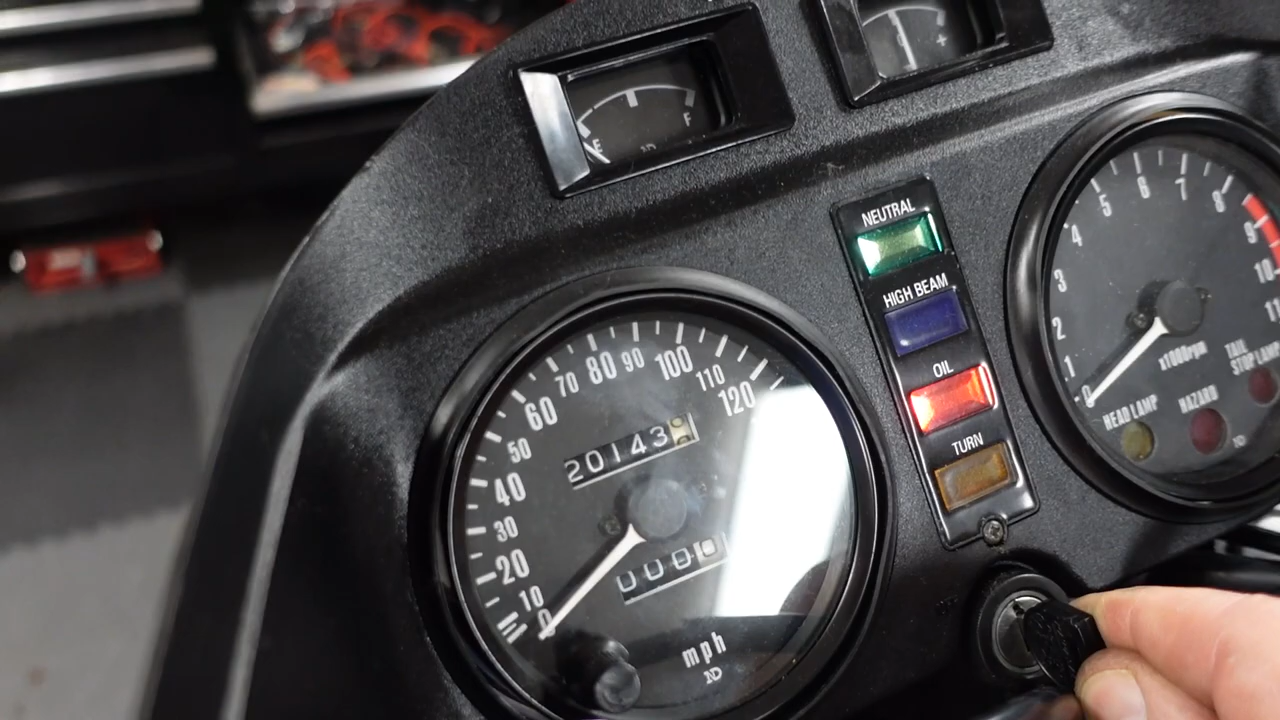 E F
ND
+
NEUTRAL
HIGH BEAM
OIL
TURN
0 10 20 30 40 50 60 70 80 90 100 110 120
20143
0000
mph
ND
0 1 2 3 4 5 6 7 8 9 10 11
x1000rpm
HEAD LAMP
HAZARD
TAIL
STOP LAMP
ND